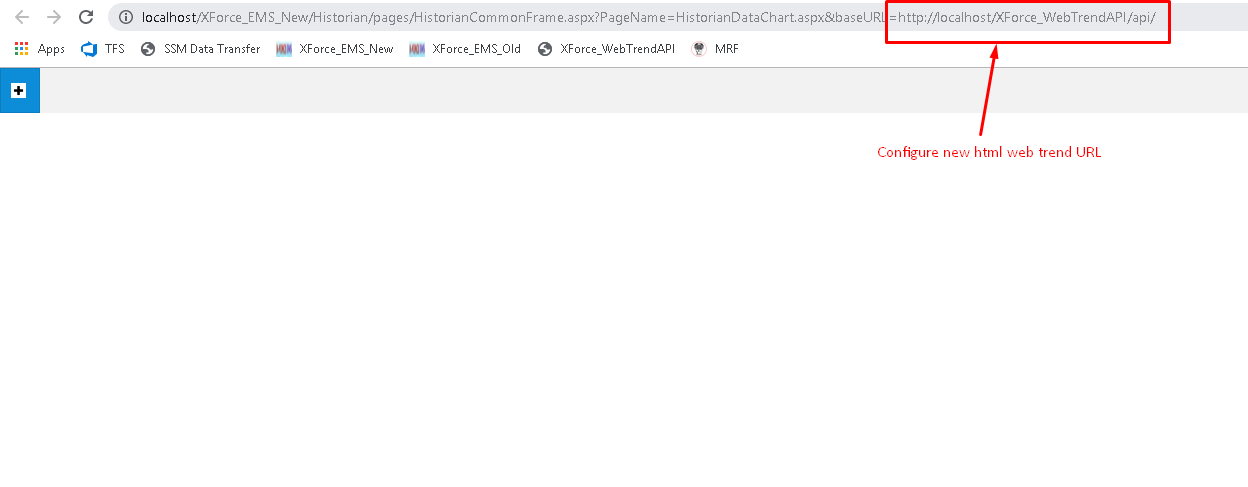 localhost/XForce_EMS_New/Historian/pages/HistorianCommonFrame.aspx?PageName=HistorianDataChart.aspx&baseURL=http://localhost/XForce_WebTrendAPI/api/
Apps TFS SSM Data Transfer XForce_EMS_New XForce_EMS_Old XForce_WebTrendAPI MRF
Configure new html web trend URL